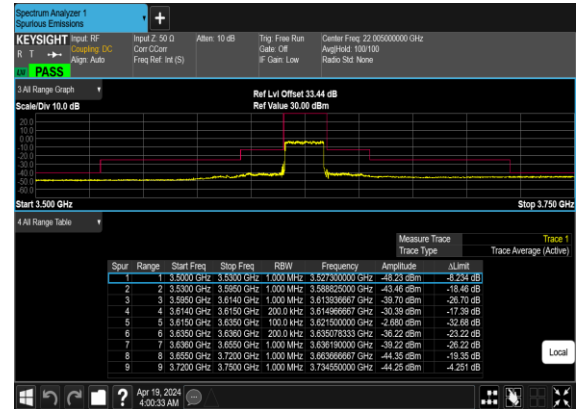 Spectrum Analyzer 1
Spurious Emissions
+
KEYSIGHT Input: RF Input Z: 50 Ω Atten: 10 dB Trig: Free Run Center Freq: 22.005000000 GHz
R T Coupling: DC Corr CCorr Gate: Off Avg|Hold: 100/100
Align: Auto Freq Ref: Int (S) IF Gain: Low Radio Std: None
PASS
3 All Range Graph
Ref Lvl Offset 33.44 dB
Scale/Div 10.0 dB Ref Value 30.00 dBm
20.0
10.0
0.00
-10.0
-20.0
-30.0
-40.0
-50.0
-60.0
Start 3.500 GHz Stop 3.750 GHz
4 All Range Table
Measure Trace Trace 1
Trace Type Trace Average (Active)
Spur Range Start Freq Stop Freq RBW Frequency Amplitude ΔLimit
1 1 3.5000 GHz 3.5300 GHz 1.000 MHz 3.527300000 GHz -48.23 dBm -8.234 dB
2 2 3.5300 GHz 3.5950 GHz 1.000 MHz 3.588825000 GHz -43.46 dBm -18.46 dB
3 3 3.5950 GHz 3.6140 GHz 1.000 MHz 3.613936667 GHz -39.70 dBm -26.70 dB
4 4 3.6140 GHz 3.6150 GHz 200.0 kHz 3.614966667 GHz -30.39 dBm -17.39 dB
5 5 3.6150 GHz 3.6350 GHz 100.0 kHz 3.621500000 GHz -2.680 dBm -32.68 dB
6 6 3.6350 GHz 3.6360 GHz 200.0 kHz 3.635078333 GHz -36.22 dBm -23.22 dB
7 7 3.6360 GHz 3.6550 GHz 1.000 MHz 3.636190000 GHz -39.22 dBm -26.22 dB
8 8 3.6550 GHz 3.7200 GHz 1.000 MHz 3.663666667 GHz -44.35 dBm -19.35 dB
9 9 3.7200 GHz 3.7500 GHz 1.000 MHz 3.734550000 GHz -44.25 dBm -4.251 dB
Local
? Apr 19, 2024
4:00:33 AM